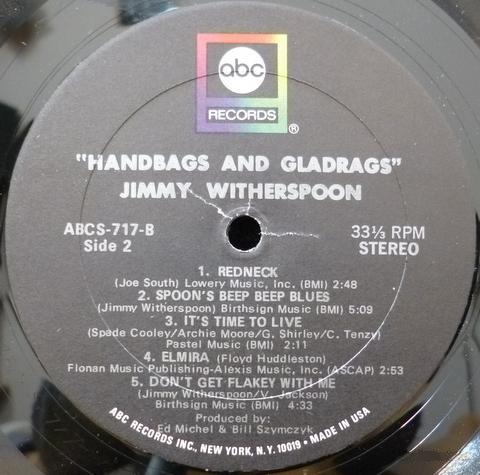 abc
RECORDS
®
"HANDBAGS AND GLADRAGS"
JIMMY WITHERSPOON
ABCS-717-B
Side 2
33⅓ RPM
STEREO
1. REDNECK
(Joe South) Lowery Music, Inc. (BMI) 2:48
2. SPOON'S BEEP BEEP BLUES
(Jimmy Witherspoon) Birthsign Music (BMI) 5:09
3. IT'S TIME TO LIVE
(Spade Cooley/Archie Moore/G. Shirley/C. Tenzy)
Pastel Music (BMI) 2:11
4. ELMIRA (Floyd Huddleston)
Flonan Music Publishing-Alexis Music, Inc. (ASCAP) 2:53
5. DON'T GET FLAKEY WITH ME
(Jimmy Witherspoon/V. Jackson)
Birthsign Music (BMI) 4:33
Produced by:
Ed Michel & Bill Szymczyk
ABC RECORDS INC., NEW YORK, N.Y. 10019 • MADE IN USA